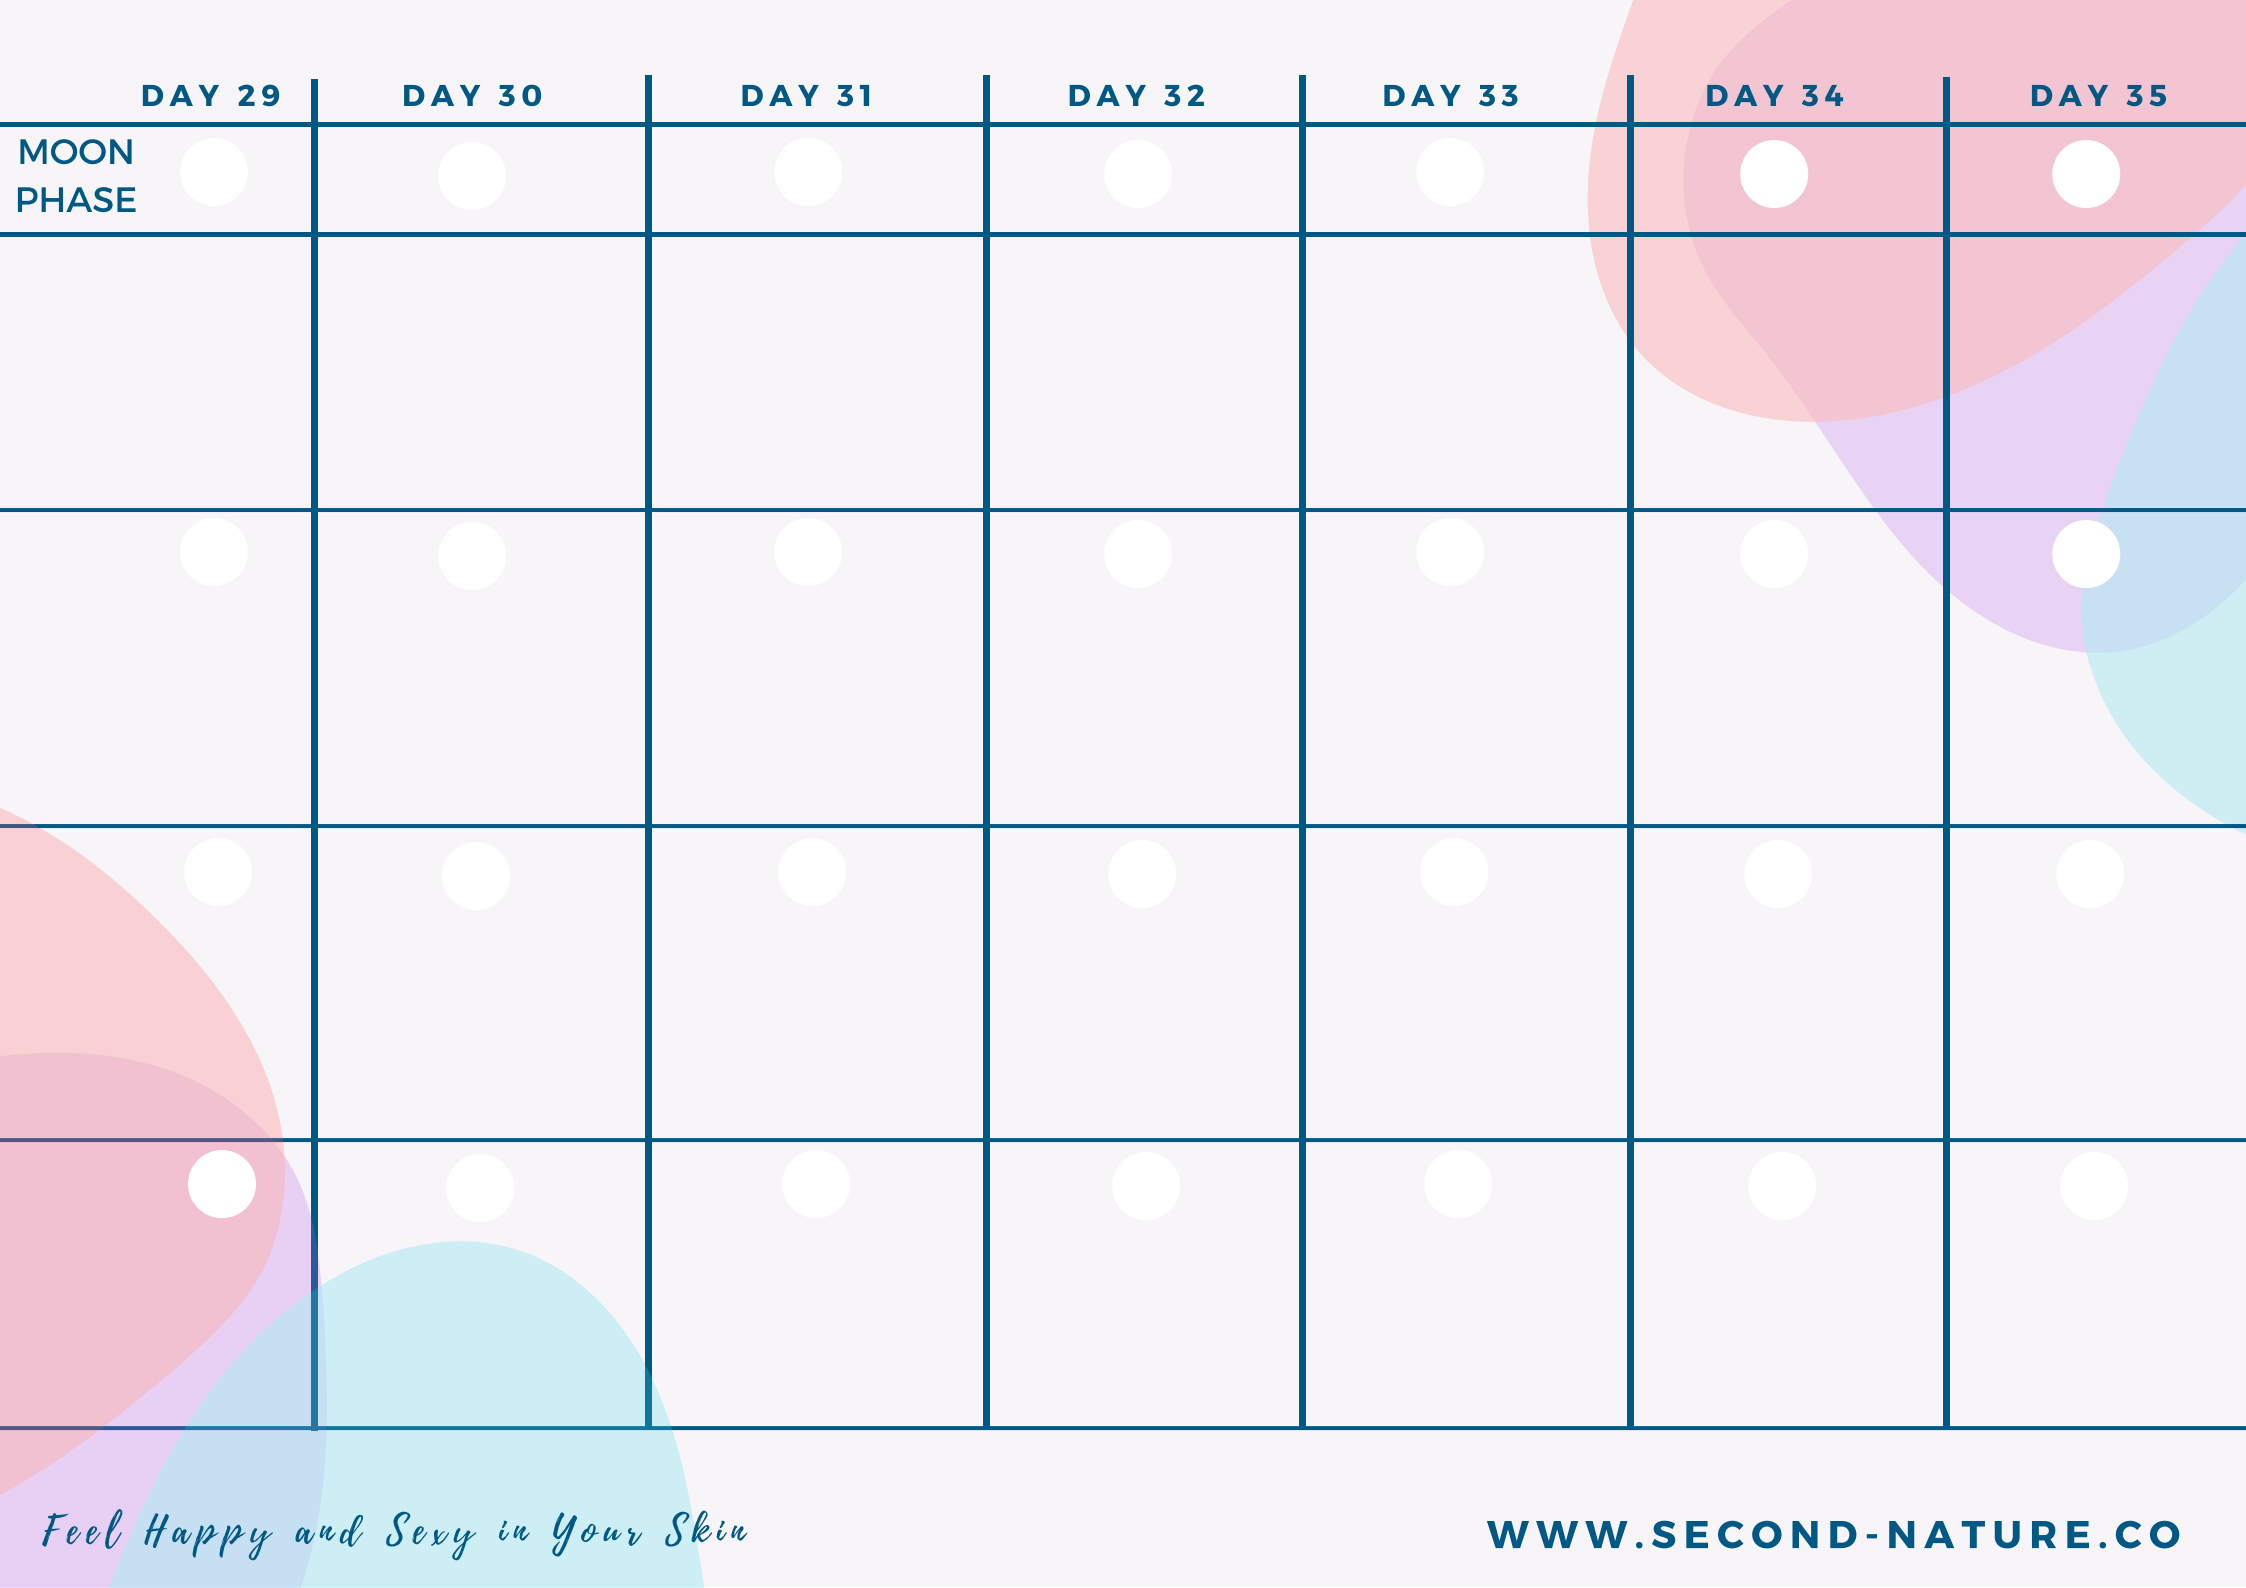 DAY 29 DAY 30 DAY 31 DAY 32 DAY 33 DAY 34 DAY 35
MOON
PHASE
Feel Happy and Sexy in Your Skin
WWW.SECOND-NATURE.CO